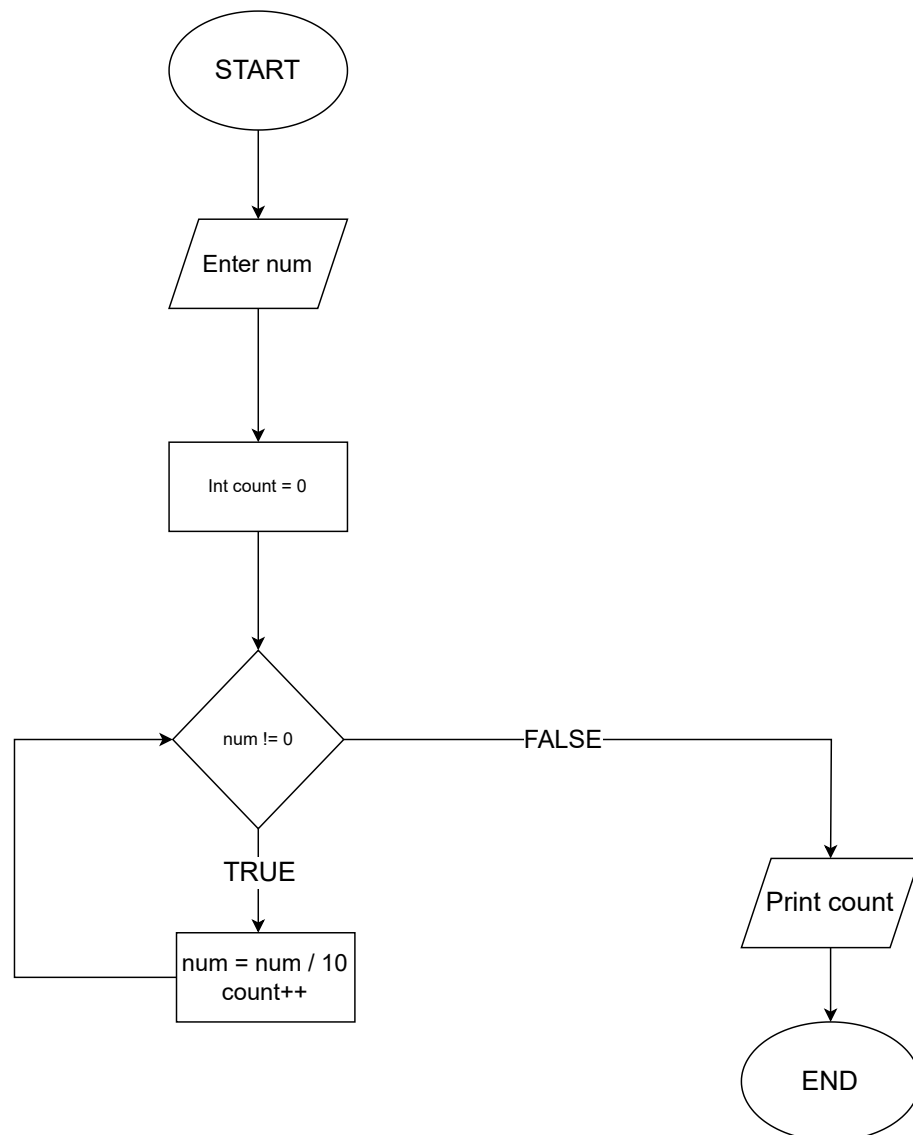 START
Enter num
Int count = 0
num != 0
FALSE
TRUE
num = num / 10
count++
Print count
END